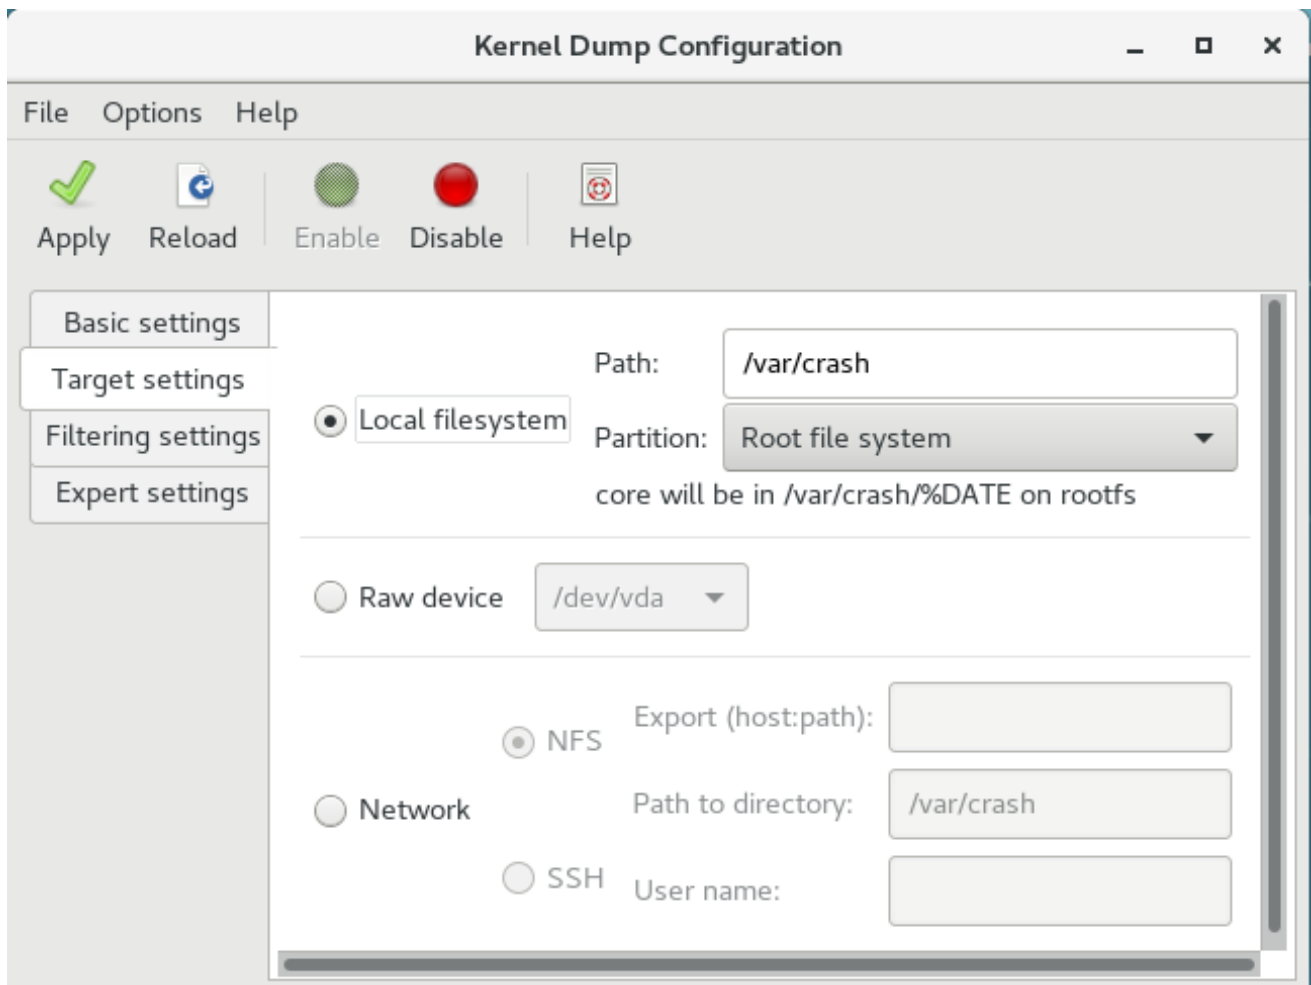 Kernel Dump Configuration
File Options Help
Apply Reload Enable Disable Help
Basic settings
Target settings
Filtering settings
Expert settings
Path: /var/crash
Local filesystem
Partition: Root file system
core will be in /var/crash/%DATE on rootfs
Raw device /dev/vda
Export (host:path):
NFS
Path to directory: /var/crash
Network
SSH
User name: